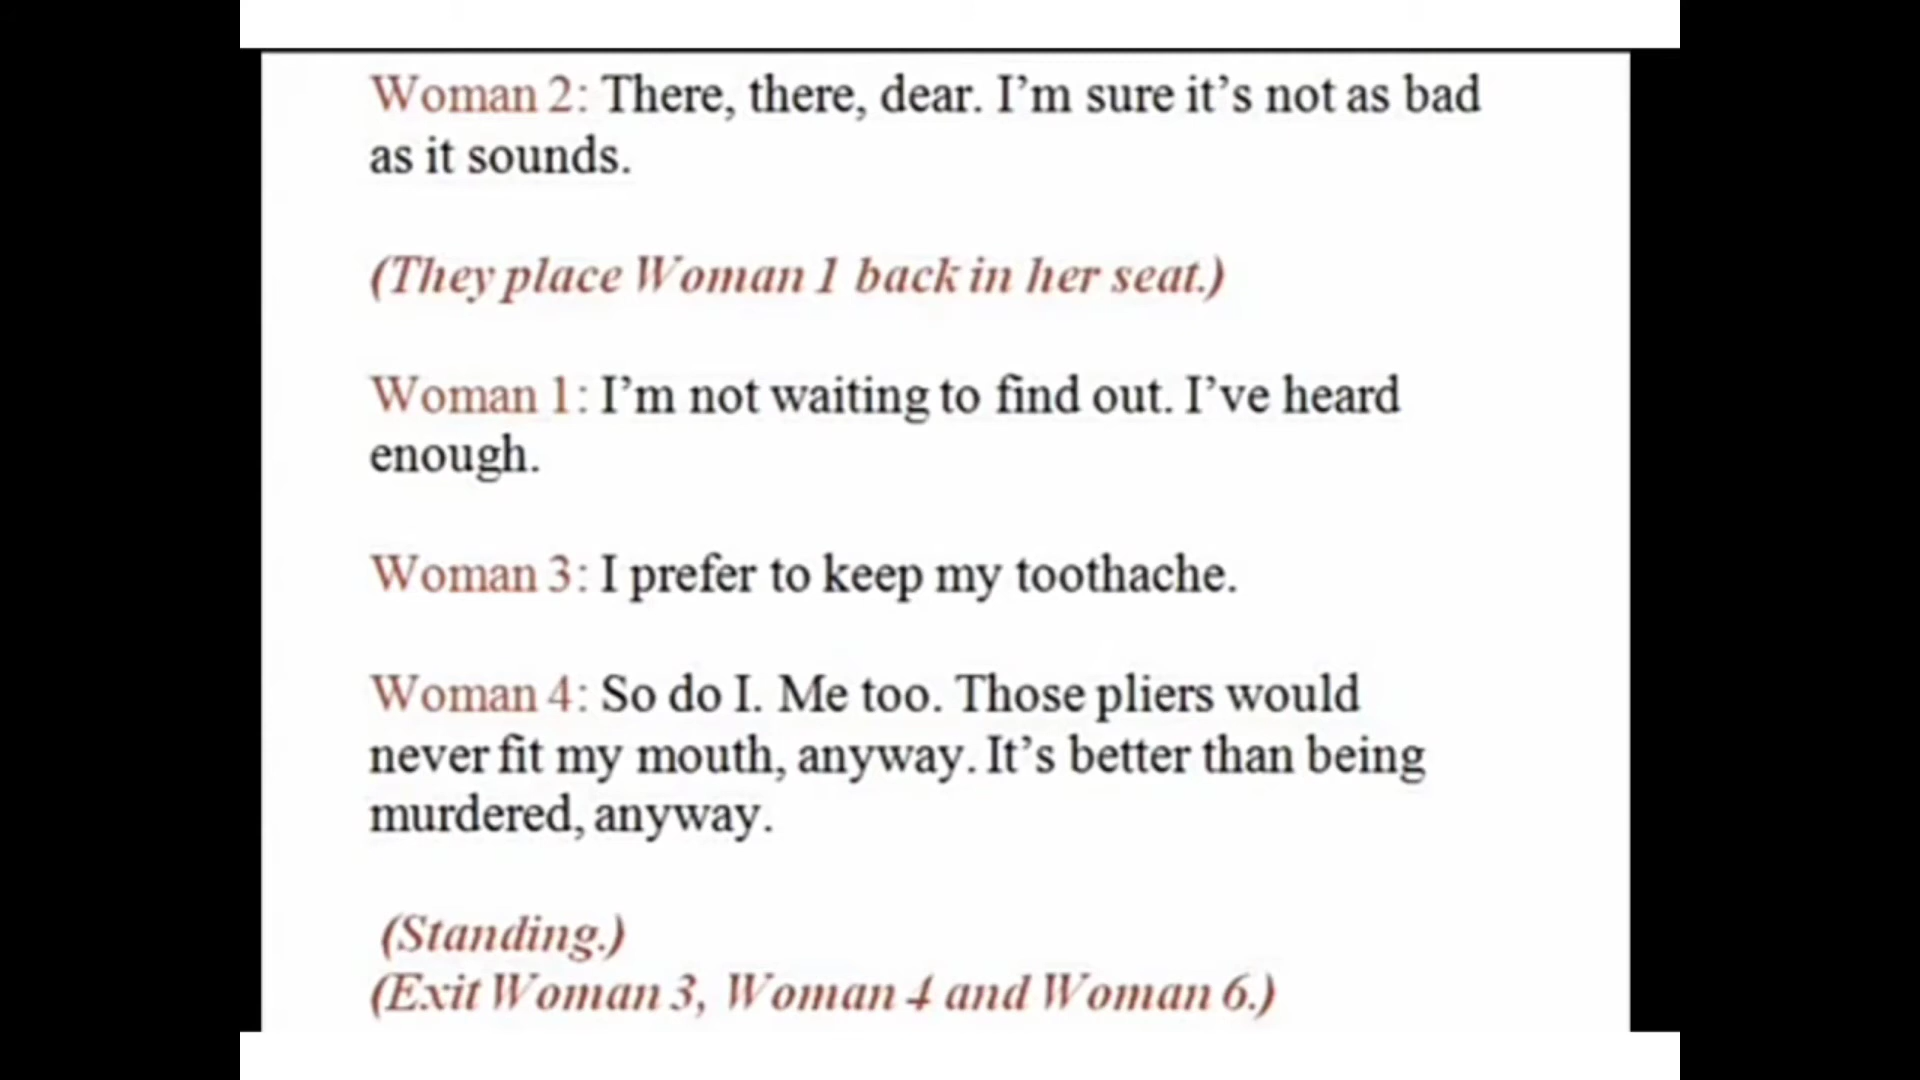 Woman 2: There, there, dear. I’m sure it’s not as bad
as it sounds.
(They place Woman 1 back in her seat.)
Woman 1: I’m not waiting to find out. I’ve heard
enough.
Woman 3: I prefer to keep my toothache.
Woman 4: So do I. Me too. Those pliers would
never fit my mouth, anyway. It’s better than being
murdered, anyway.
(Standing.)
(Exit Woman 3, Woman 4 and Woman 6.)